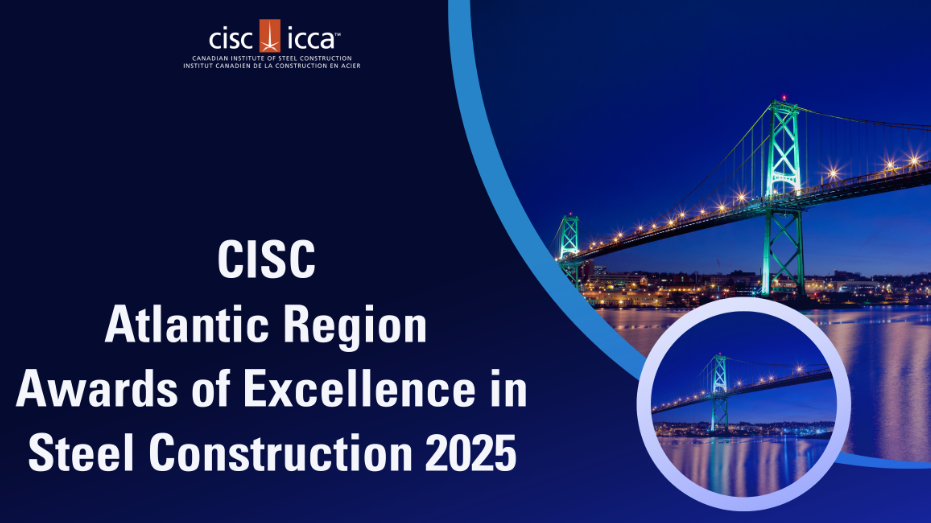 cisc icca™
CANADIAN INSTITUTE OF STEEL CONSTRUCTION
INSTITUT CANADIEN DE LA CONSTRUCTION EN ACIER
CISC
Atlantic Region
Awards of Excellence in
Steel Construction 2025